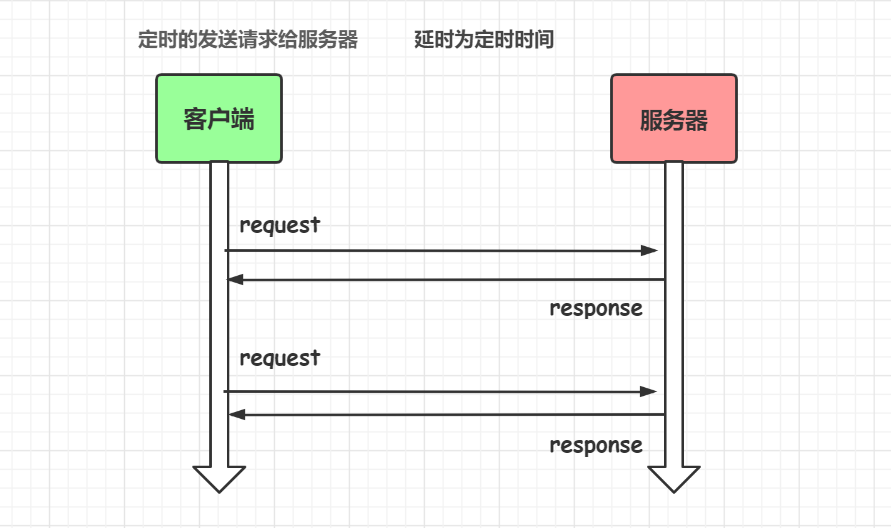 定时的发送请求给服务器 延时为定时时间
客户端 服务器
request
response
request
response